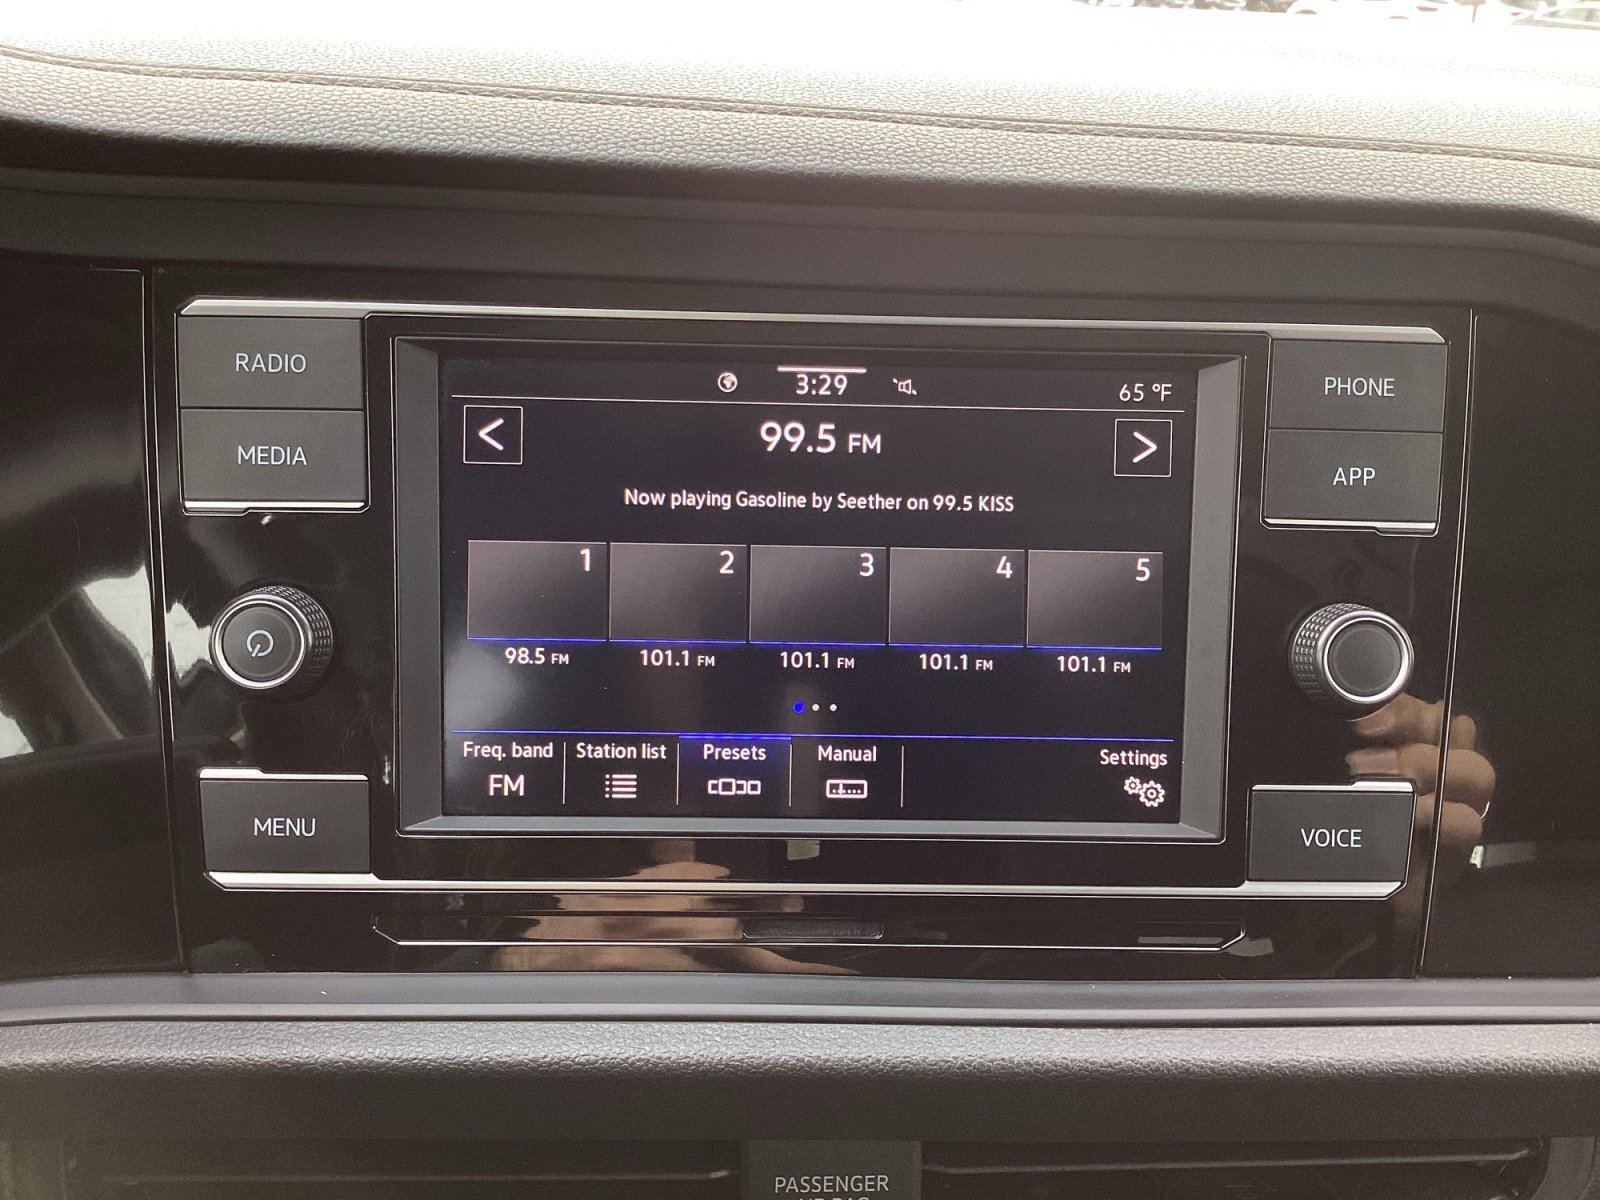 RADIO
MEDIA
MENU
3:29
65 °F
<
99.5 FM
>
Now playing Gasoline by Seether on 99.5 KISS
1 2 3 4 5
98.5 FM 101.1 FM 101.1 FM 101.1 FM 101.1 FM
Freq. band Station list Presets Manual Settings
FM
PHONE
APP
VOICE
PASSENGER